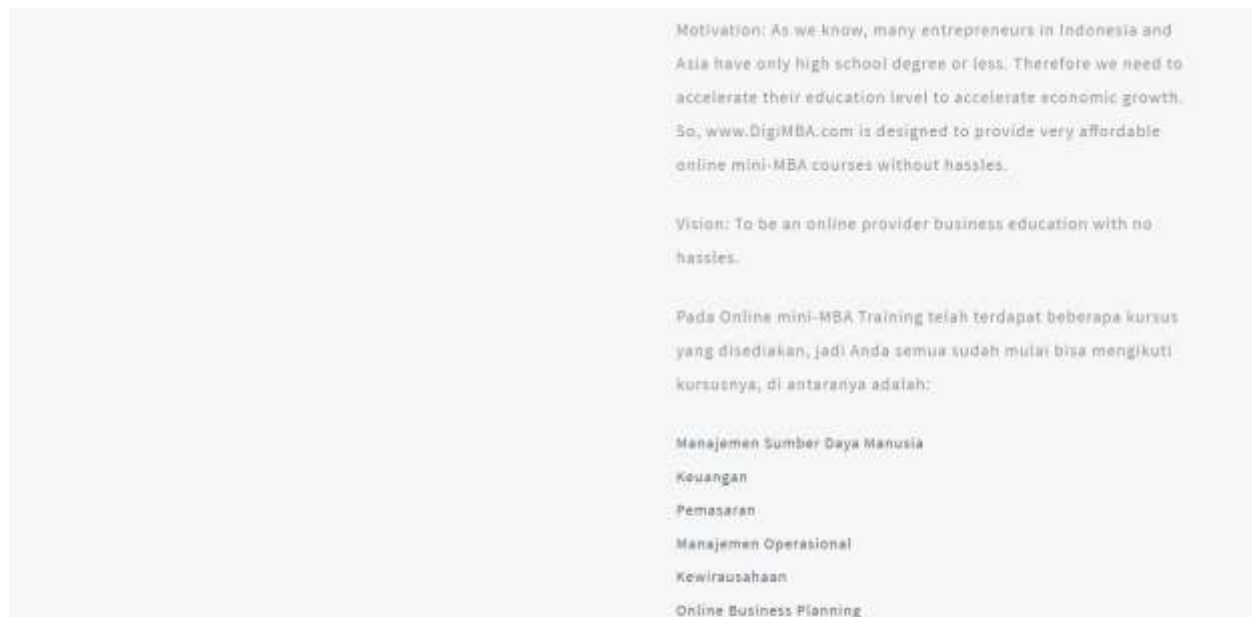 Motivation: As we know, many entrepreneurs in Indonesia and
Asia have only high school degree or less. Therefore we need to
accelerate their education level to accelerate economic growth.
So, www.DigiMBA.com is designed to provide very affordable
online mini-MBA courses without hassles.
Vision: To be an online provider business education with no
hassles.
Pada Online mini-MBA Training telah terdapat beberapa kursus
yang disediakan, jadi Anda semua sudah mulai bisa mengikuti
kursusnya, di antaranya adalah:
Manajemen Sumber Daya Manusia
Keuangan
Pemasaran
Manajemen Operasional
Kewirausahaan
Online Business Planning